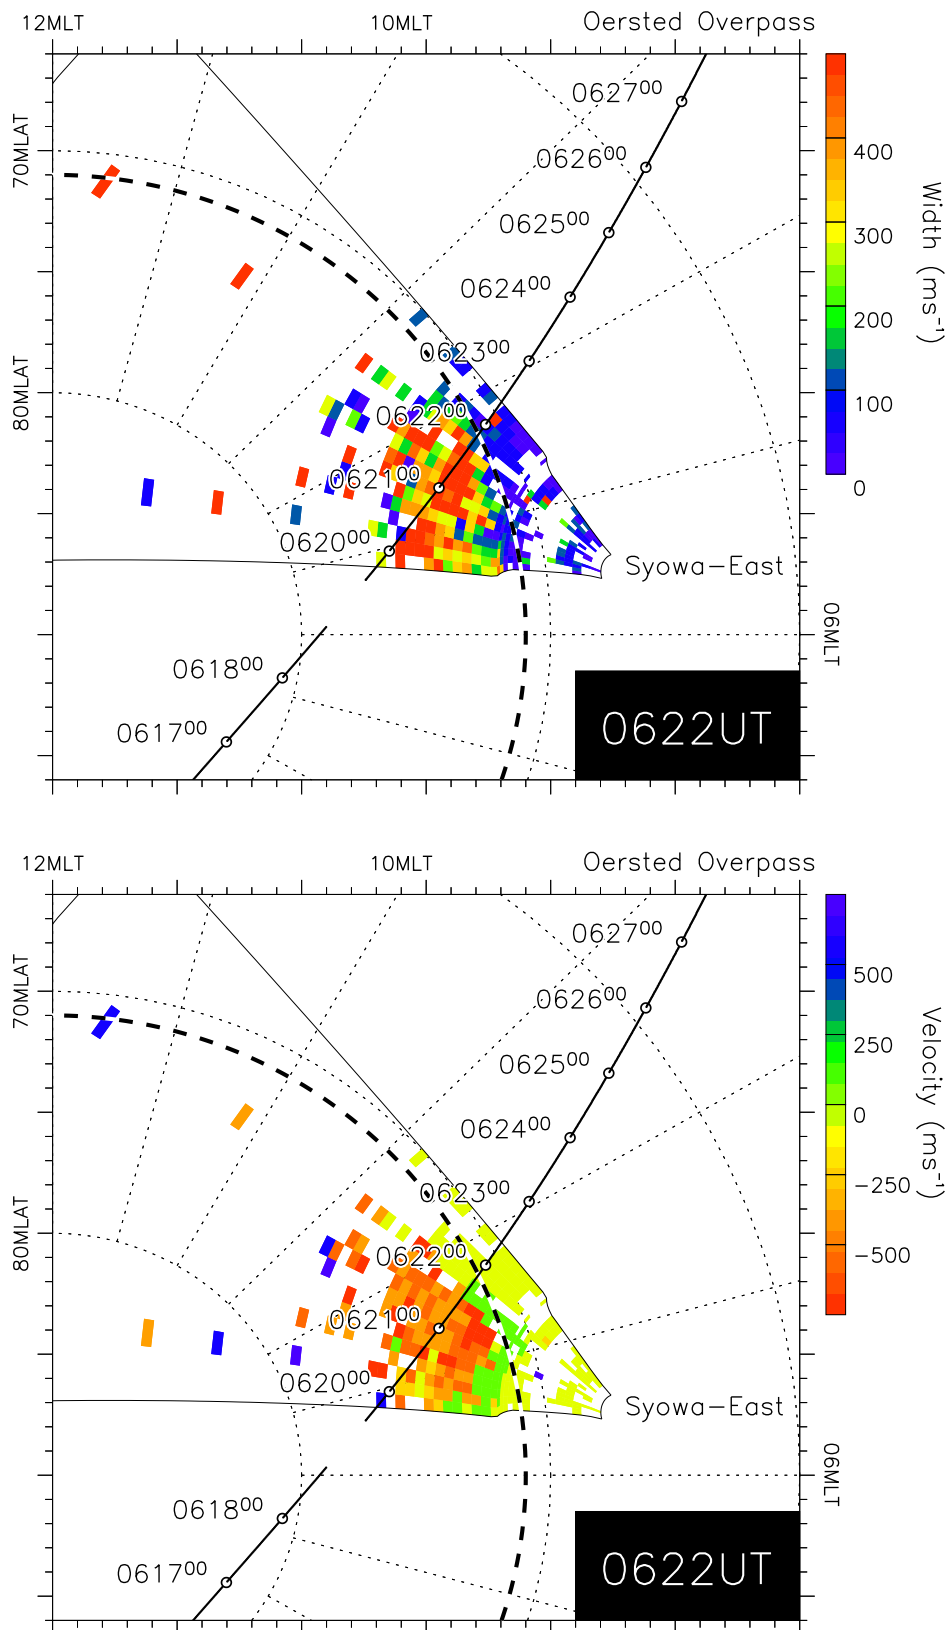 12MLT 10MLT Oersted Overpass
0627⁰⁰
0626⁰⁰
0625⁰⁰
0624⁰⁰
0623⁰⁰
0622⁰⁰
0621⁰⁰
0620⁰⁰
0618⁰⁰
0617⁰⁰
70MLAT
80MLAT
Syowa-East
06MLT
0622UT
400
300
200
100
0
Width (ms⁻¹)
12MLT 10MLT Oersted Overpass
0627⁰⁰
0626⁰⁰
0625⁰⁰
0624⁰⁰
0623⁰⁰
0622⁰⁰
0621⁰⁰
0620⁰⁰
0618⁰⁰
0617⁰⁰
70MLAT
80MLAT
Syowa-East
06MLT
0622UT
500
250
0
-250
-500
Velocity (ms⁻¹)